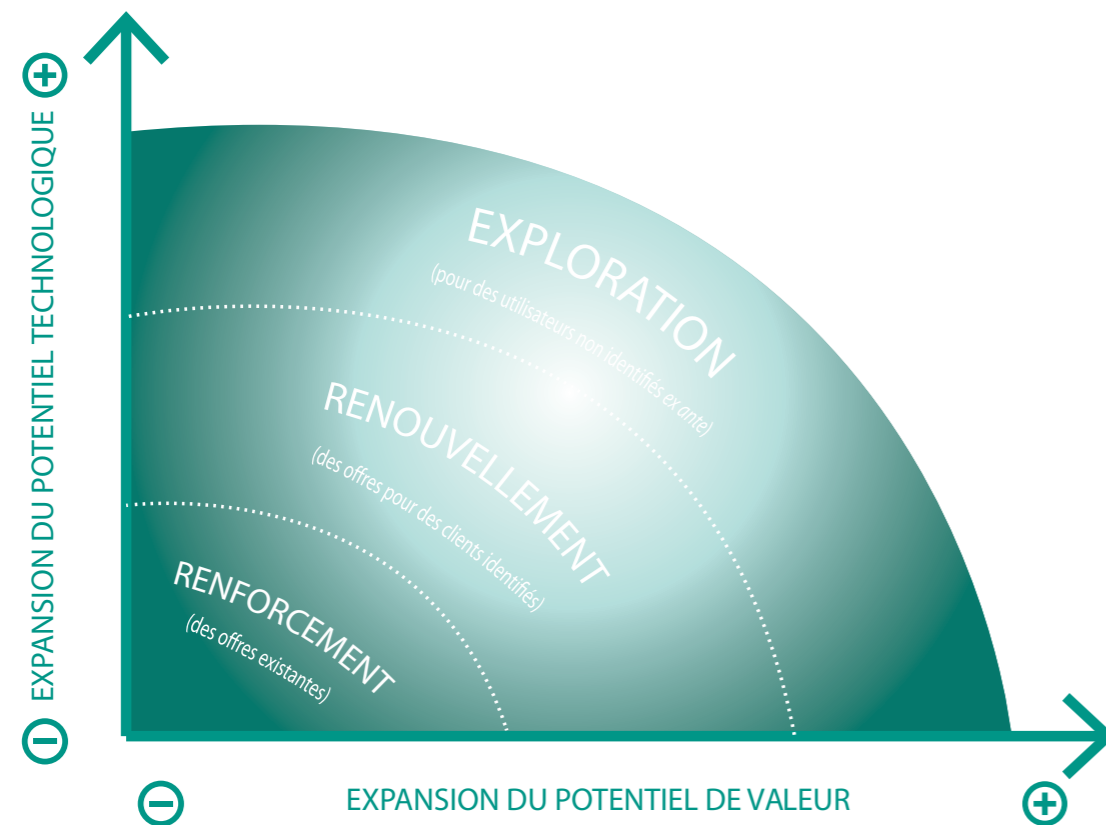 EXPANSION DU POTENTIEL TECHNOLOGIQUE
EXPLORATION
(pour des utilisateurs non identifiés ex ante)
RENOUVELLEMENT
(des offres pour des clients identifiés)
RENFORCEMENT
(des offres existantes)
EXPANSION DU POTENTIEL DE VALEUR